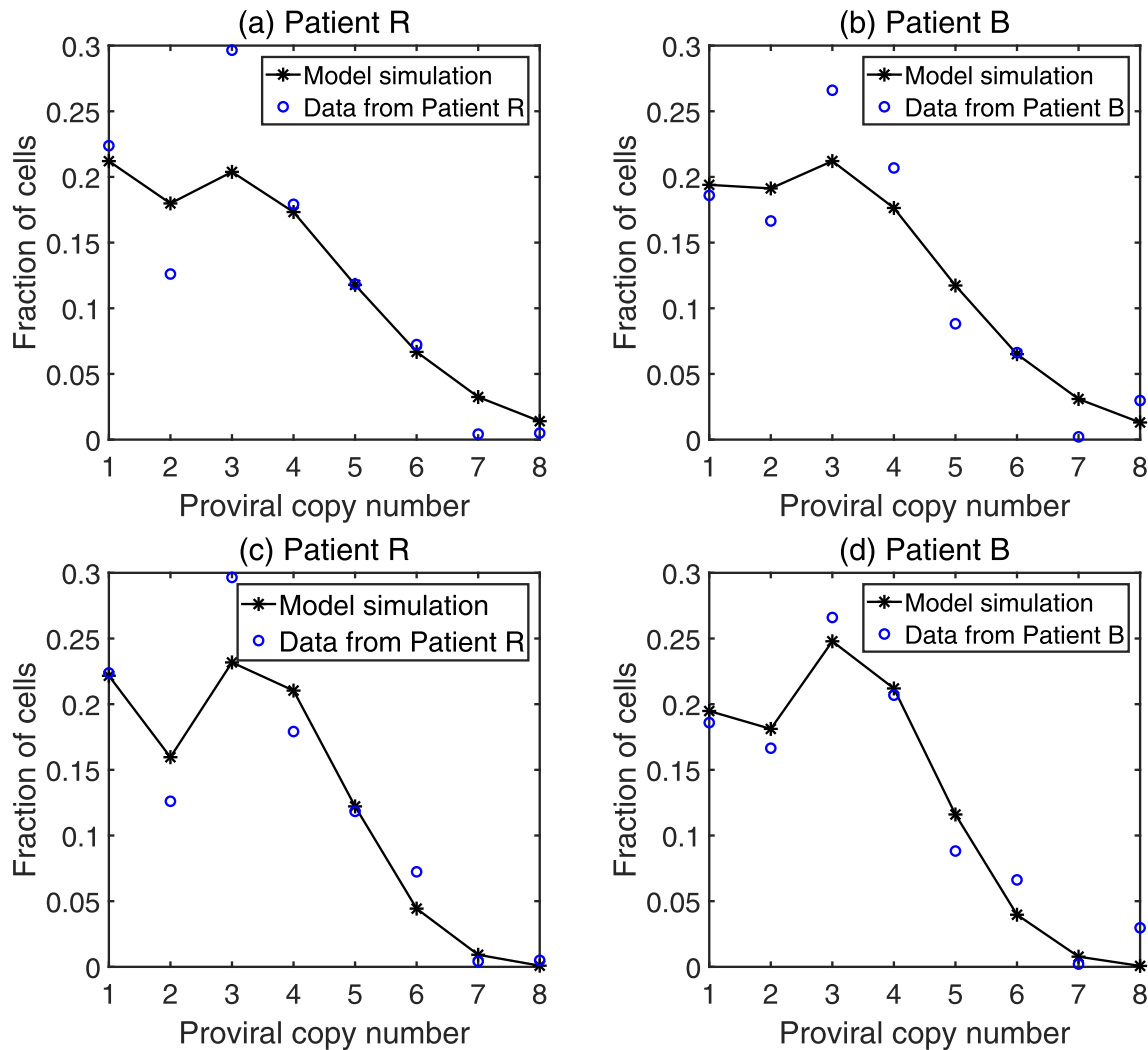 (a) Patient R
Fraction of cells
0.3
0.25
0.2
0.15
0.1
0.05
0
Model simulation
Data from Patient R
1 2 3 4 5 6 7 8
Proviral copy number
(b) Patient B
Fraction of cells
0.3
0.25
0.2
0.15
0.1
0.05
0
Model simulation
Data from Patient B
1 2 3 4 5 6 7 8
Proviral copy number
(c) Patient R
Fraction of cells
0.3
0.25
0.2
0.15
0.1
0.05
0
Model simulation
Data from Patient R
1 2 3 4 5 6 7 8
Proviral copy number
(d) Patient B
Fraction of cells
0.3
0.25
0.2
0.15
0.1
0.05
0
Model simulation
Data from Patient B
1 2 3 4 5 6 7 8
Proviral copy number